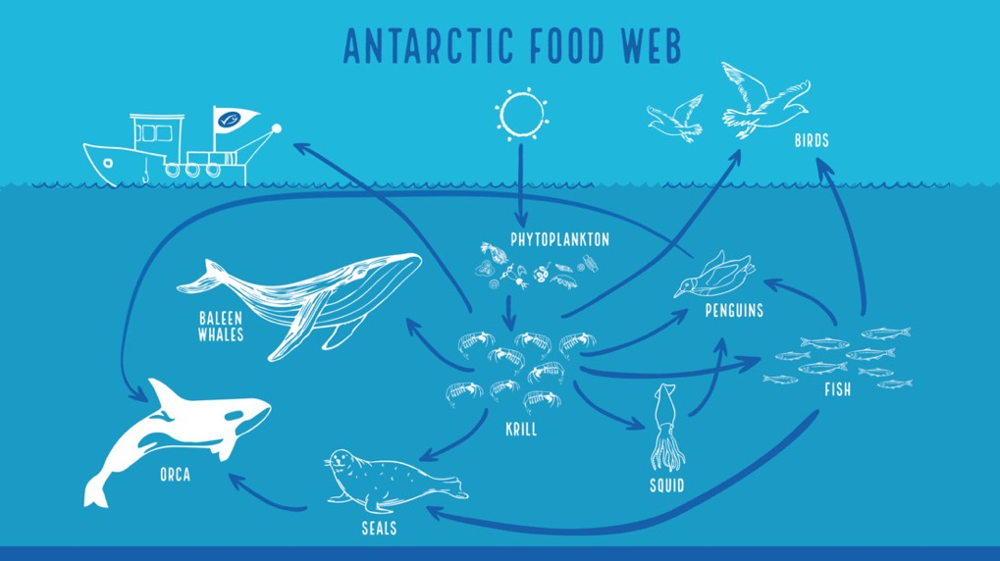 ANTARCTIC FOOD WEB
BIRDS
PHYTOPLANKTON
PENGUINS
BALEEN
WHALES
FISH
KRILL
ORCA
SQUID
SEALS